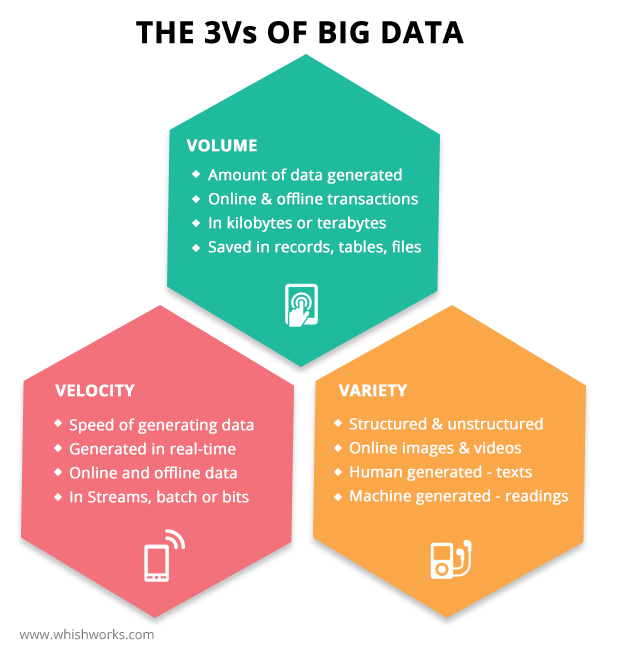 THE 3Vs OF BIG DATA
VOLUME
Amount of data generated
Online & offline transactions
In kilobytes or terabytes
Saved in records, tables, files
VELOCITY
Speed of generating data
Generated in real-time
Online and offline data
In Streams, batch or bits
VARIETY
Structured & unstructured
Online images & videos
Human generated - texts
Machine generated - readings
www.whishworks.com